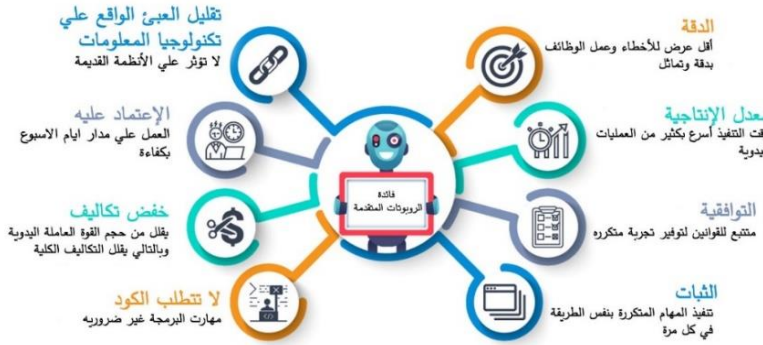 الدقة
أقل عرض للأخطاء وعمل الوظائف
بدقة وتماثل
معدل الإنتاجية
قت التنفيذ أسرع بكثير من العمليات
يدوية
التوافقية
متتبع للقوانين لتوفير تجربة متكرره
الثبات
تنفيذ المهام المتكررة بنفس الطريقة
في كل مرة
فائدة
الروبوتات المتقدمة
تقليل العبئ الواقع علي
تكنولوجيا المعلومات
لا تؤثر علي الأنظمة القديمة
الإعتماد عليه
العمل علي مدار ايام الاسبوع
بكفاءة
خفض تكاليف
يقلل من حجم القوة العاملة اليدوية
وبالتالي يقلل التكاليف الكلية
لا تتطلب الكود
مهارت البرمجة غير ضروريه